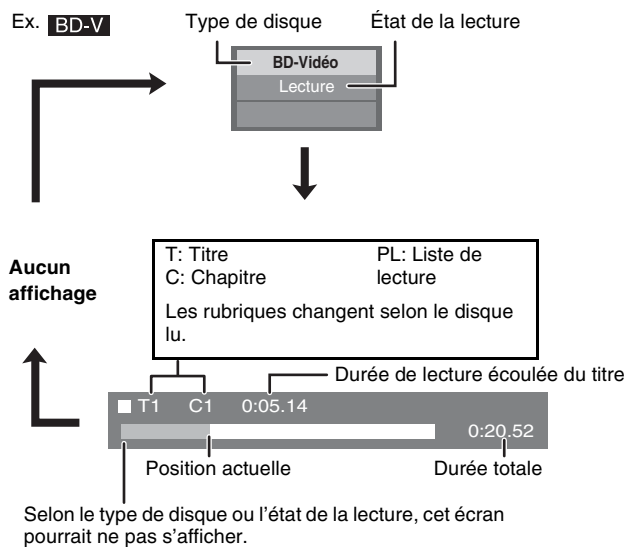 Ex. BD-V
Type de disque
État de la lecture
BD-Vidéo
Lecture
Aucun
affichage
T: Titre
C: Chapitre
PL: Liste de
lecture
Les rubriques changent selon le disque
lu.
Durée de lecture écoulée du titre
T1 C1 0:05.14
0:20.52
Position actuelle
Durée totale
Selon le type de disque ou l’état de la lecture, cet écran
pourrait ne pas s’afficher.